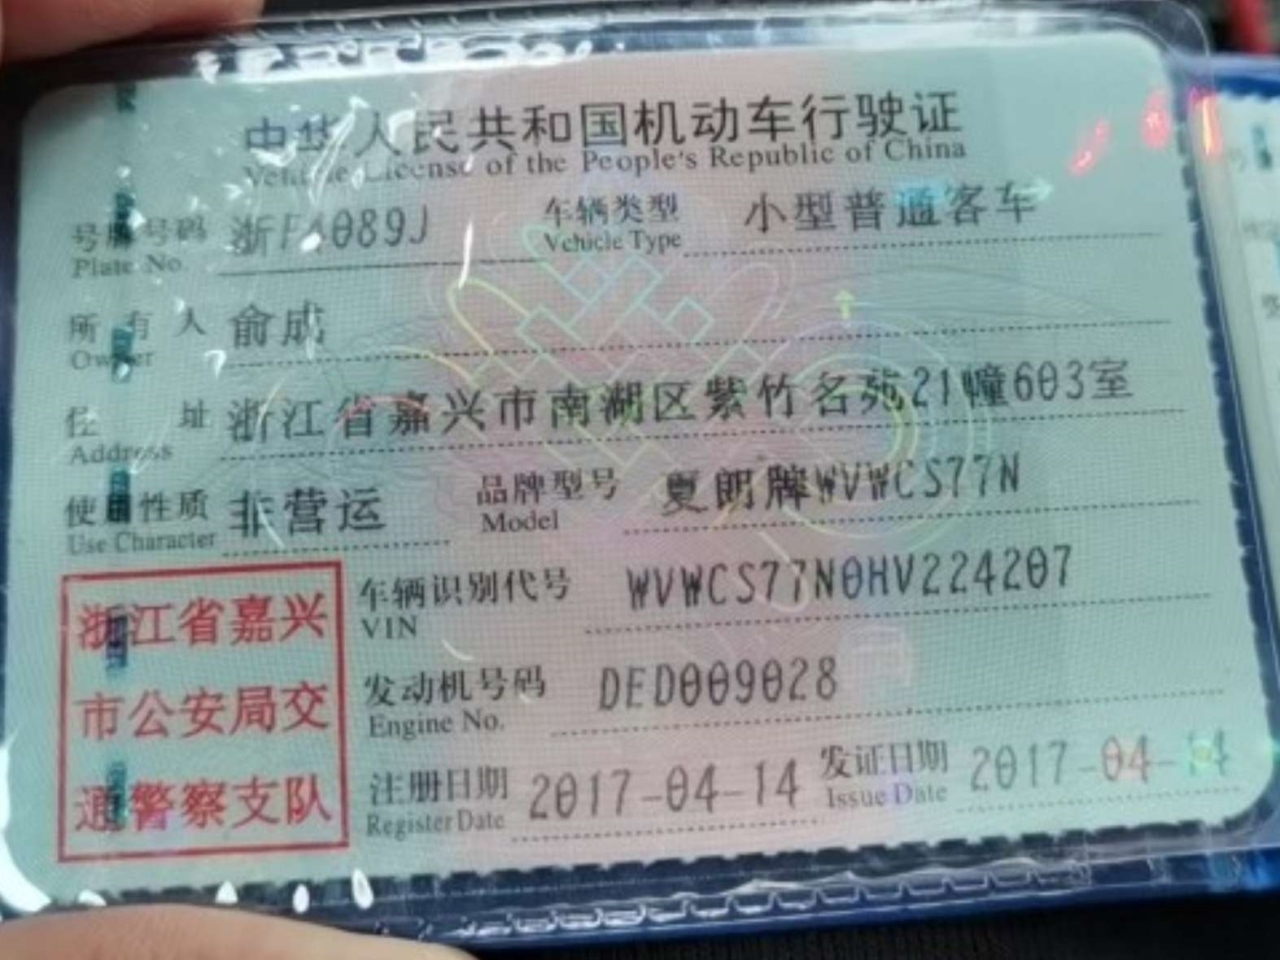 中华人民共和国机动车行驶证
Vehicle License of the People's Republic of China
号牌号码 车辆类型 小型普通客车
Plate No. Vehicle Type
所有人 俞成
Owner
住址 浙江省嘉兴市南湖区紫竹名苑21幢603室
Address
使用性质 非营运 品牌型号 夏朗牌WVWCS77N
Use Character Model
车辆识别代号 WVWCS77N0HV224207
VIN
发动机号码 DED009028
Engine No.
注册日期 2017-04-14 发证日期 2017-04-14
Register Date Issue Date
浙江省嘉兴
市公安局交
通警察支队